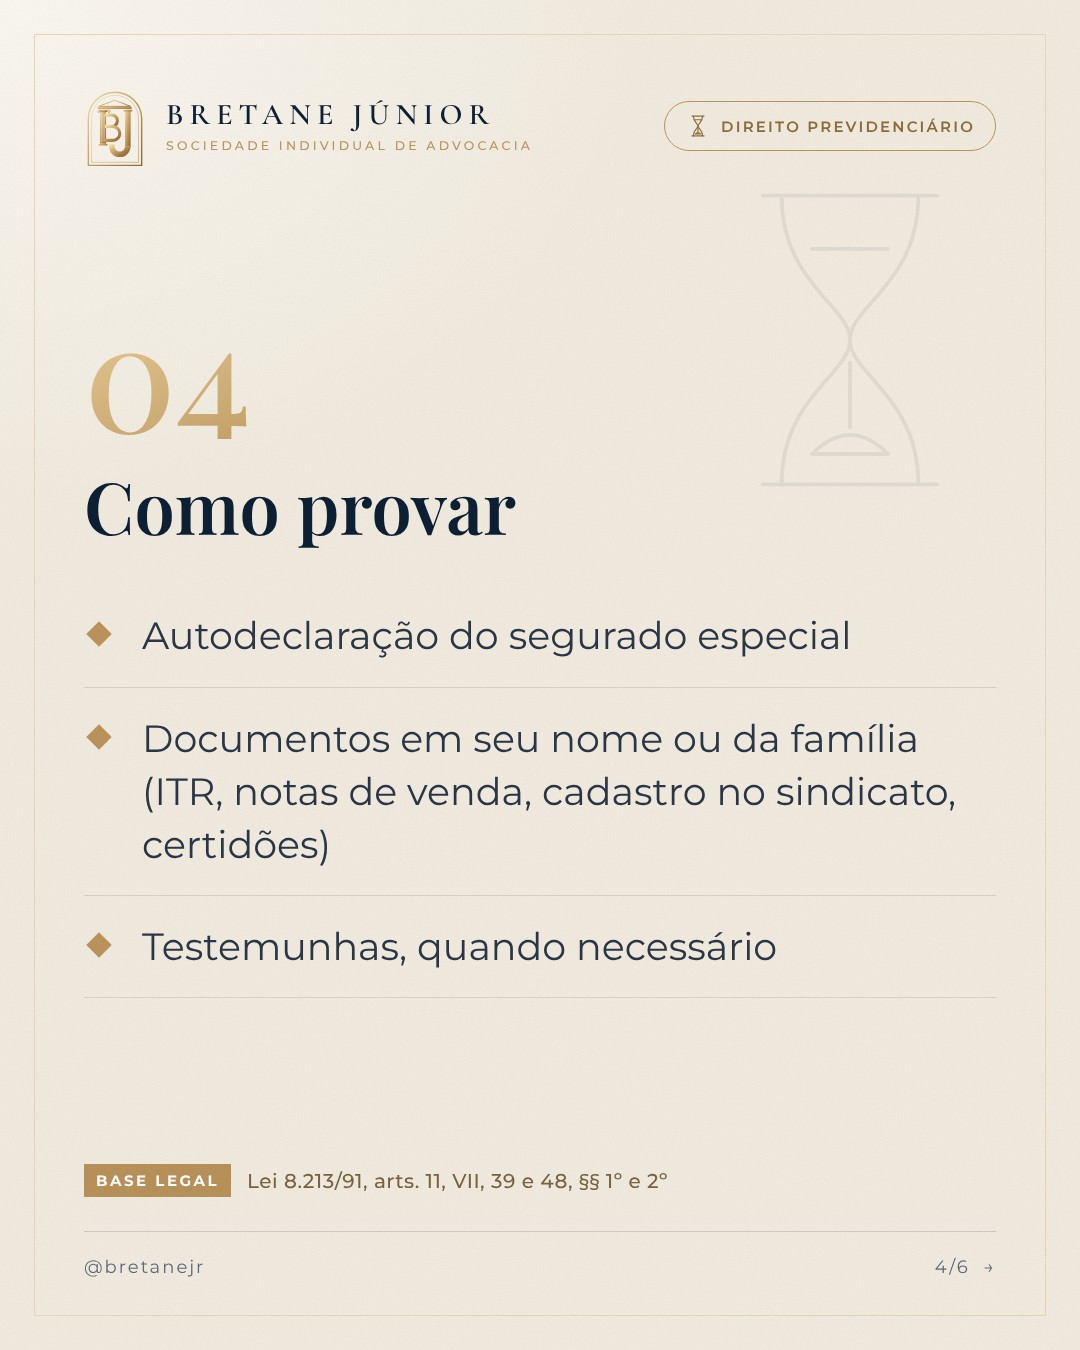 BRETANE JÚNIOR
SOCIEDADE INDIVIDUAL DE ADVOCACIA
DIREITO PREVIDENCIÁRIO
04
Como provar
Autodeclaração do segurado especial
Documentos em seu nome ou da família
(ITR, notas de venda, cadastro no sindicato,
certidões)
Testemunhas, quando necessário
BASE LEGAL
Lei 8.213/91, arts. 11, VII, 39 e 48, §§ 1º e 2º
@bretanejr
4/6 →